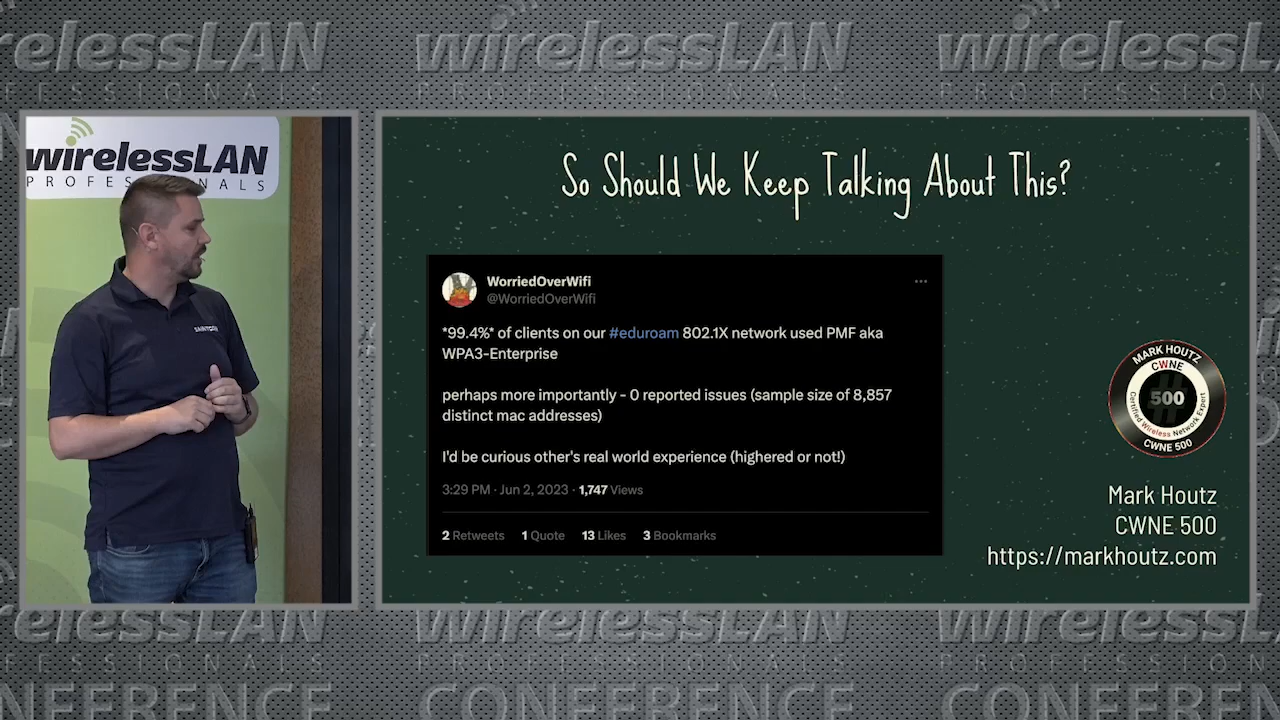 wirelessLAN
PROFESSIONALS
CONFERENCE
wirelessLAN
PROFESSIONALS
So Should We Keep Talking About This?
WorriedOverWifi
@WorriedOverWifi
*99.4%* of clients on our #eduroam 802.1X network used PMF aka
WPA3-Enterprise
perhaps more importantly - 0 reported issues (sample size of 8,857
distinct mac addresses)
I'd be curious other's real world experience (highered or not!)
3:29 PM · Jun 2, 2023 · 1,747 Views
2 Retweets 1 Quote 13 Likes 3 Bookmarks
MARK HOUTZ
CWNE
#
500
Certified Wireless Network Expert
CWNE 500
Mark Houtz
CWNE 500
https://markhoutz.com